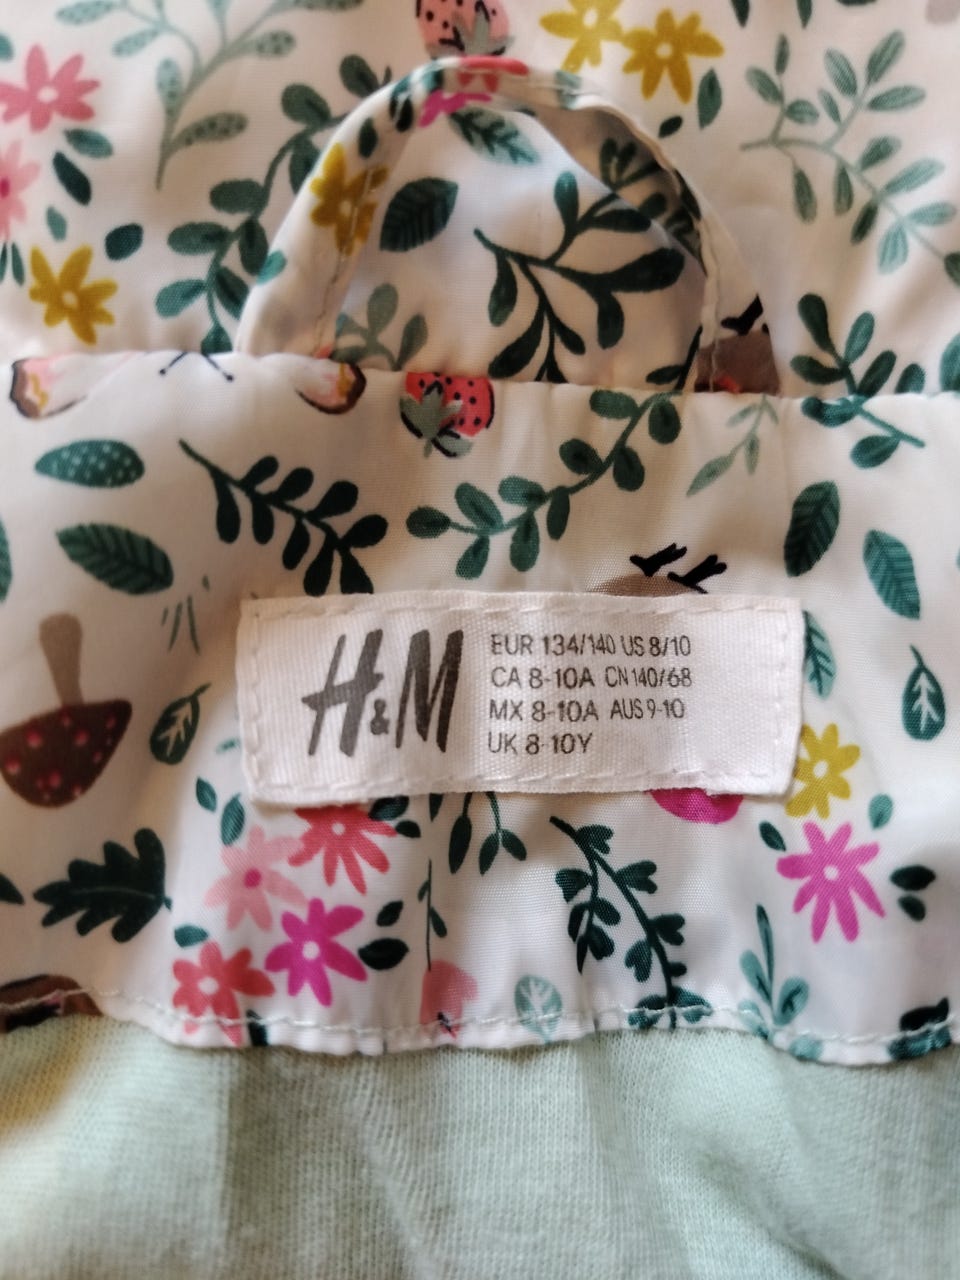 H&M
EUR 134/140 US 8/10
CA 8-10A CN 140/68
MX 8-10A AUS 9-10
UK 8-10Y